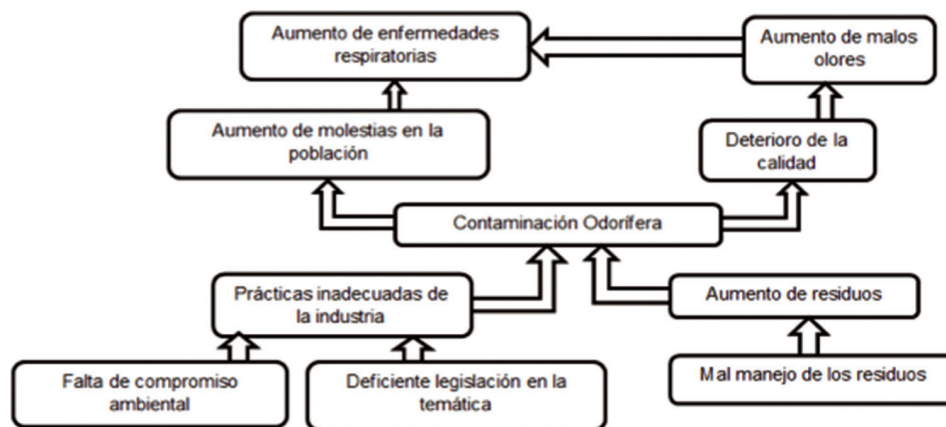 Aumento de enfermedades
respiratorias
Aumento de malos
olores
Aumento de molestias en la
población
Deterioro de la
calidad
Contaminación Odorífera
Prácticas inadecuadas de
la industria
Aumento de residuos
Falta de compromiso
ambiental
Deficiente legislación en la
temática
Mal manejo de los residuos